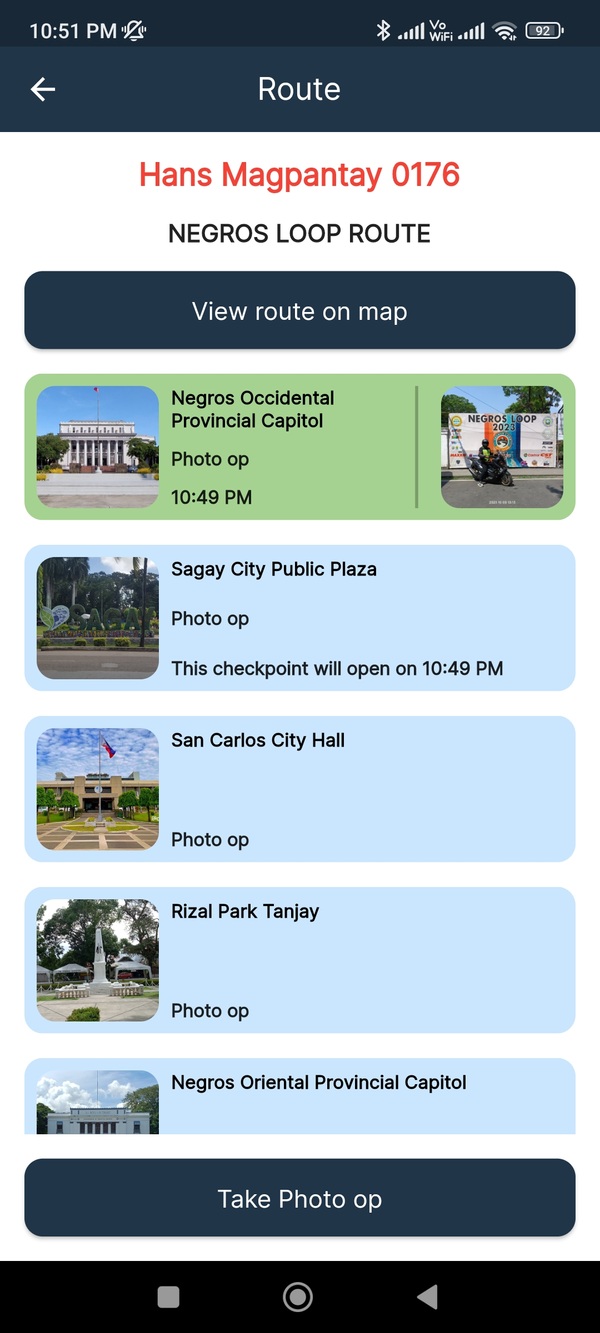 10:51 PM
Vo
WiFi
92
Route
Hans Magpantay 0176
NEGROS LOOP ROUTE
View route on map
Negros Occidental
Provincial Capitol
Photo op
10:49 PM
NEGROS LOOP
2023
Sagay City Public Plaza
Photo op
This checkpoint will open on 10:49 PM
SAGAY
San Carlos City Hall
Photo op
Rizal Park Tanjay
Photo op
Negros Oriental Provincial Capitol
Take Photo op